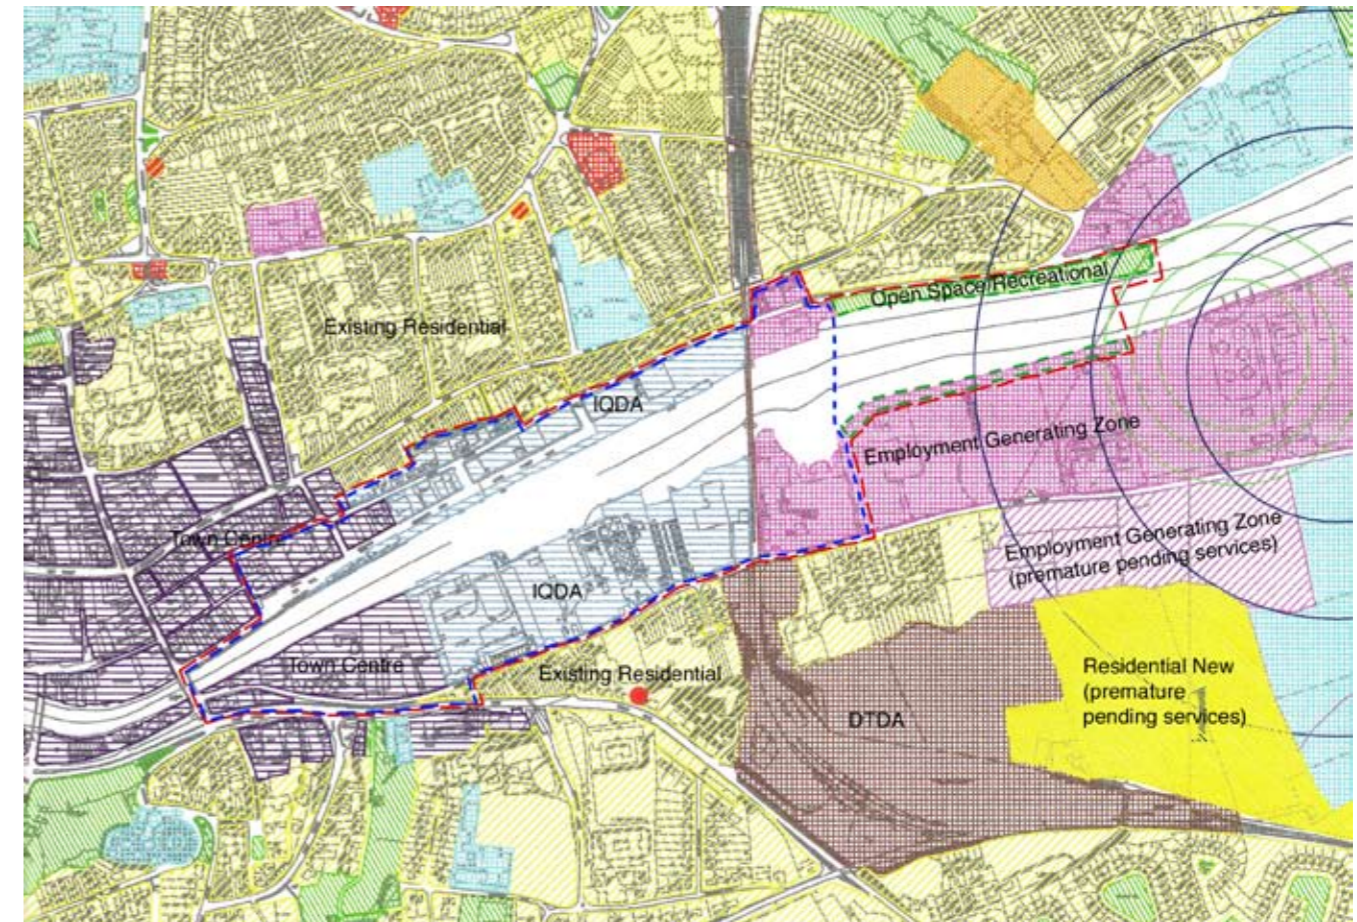 Open Space/Recreational
Existing Residential
IQDA
Employment Generating Zone
Town Centre
Employment Generating Zone
(premature pending services)
IQDA
Town Centre
Existing Residential
Residential New
(premature
pending services)
DTDA